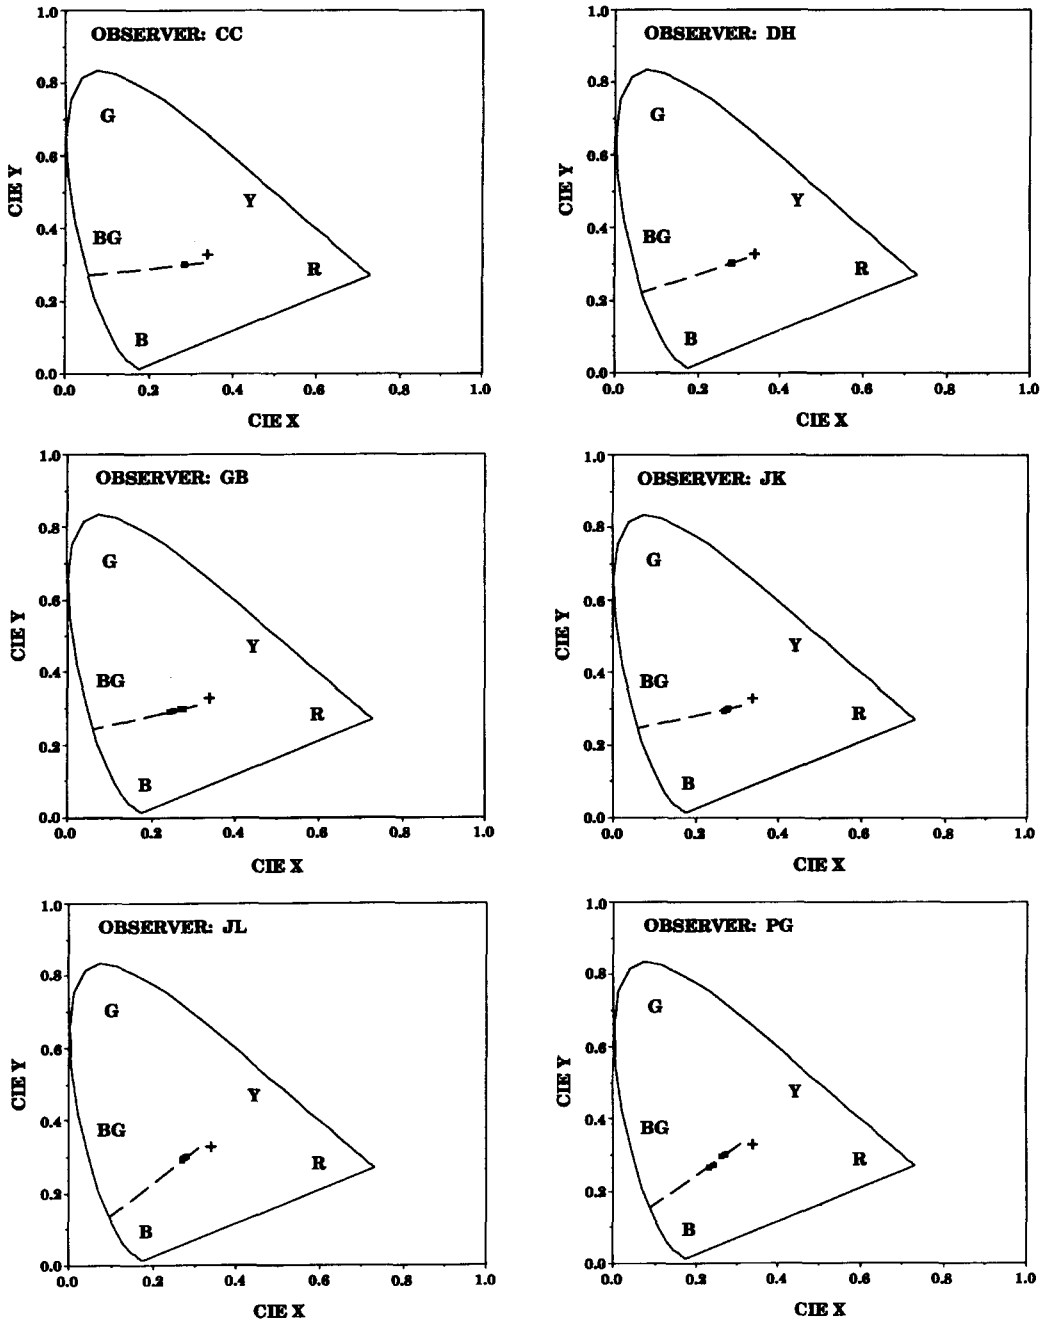 OBSERVER: CC
1.0
0.8
0.6
0.4
0.2
0.0
CIE Y
G
Y
BG
R
B
0.0 0.2 0.4 0.6 0.8 1.0
CIE X
OBSERVER: DH
1.0
0.8
0.6
0.4
0.2
0.0
CIE Y
G
Y
BG
R
B
0.0 0.2 0.4 0.6 0.8 1.0
CIE X
OBSERVER: GB
1.0
0.8
0.6
0.4
0.2
0.0
CIE Y
G
Y
BG
R
B
0.0 0.2 0.4 0.6 0.8 1.0
CIE X
OBSERVER: JK
1.0
0.8
0.6
0.4
0.2
0.0
CIE Y
G
Y
BG
R
B
0.0 0.2 0.4 0.6 0.8 1.0
CIE X
OBSERVER: JL
1.0
0.8
0.6
0.4
0.2
0.0
CIE Y
G
Y
BG
R
B
0.0 0.2 0.4 0.6 0.8 1.0
CIE X
OBSERVER: PG
1.0
0.8
0.6
0.4
0.2
0.0
CIE Y
G
Y
BG
R
B
0.0 0.2 0.4 0.6 0.8 1.0
CIE X